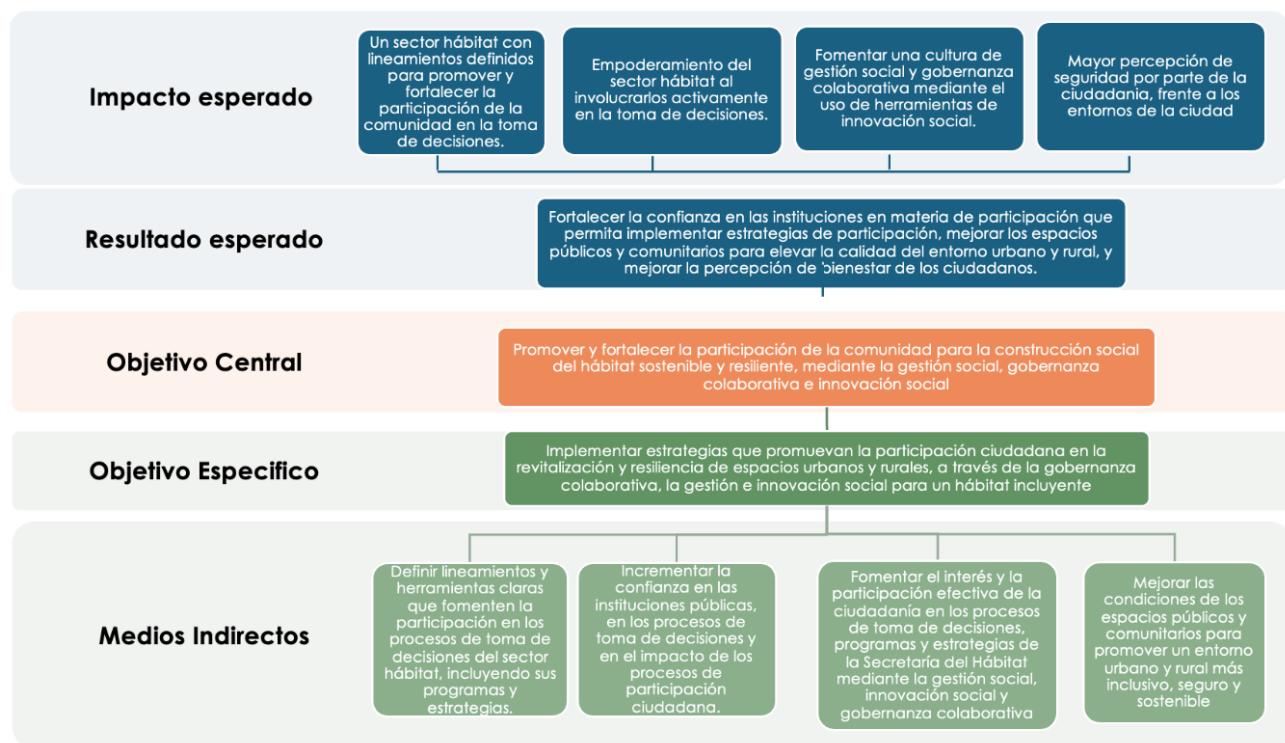 Impacto esperado
Un sector hábitat con
lineamientos definidos
para promover y
fortalecer la
participación de la
comunidad en la toma
de decisiones.
Empoderamiento del
sector hábitat al
involucrarlos activamente
en la toma de decisiones.
Fomentar una cultura de
gestión social y gobernanza
colaborativa mediante el
uso de herramientas de
innovación social.
Mayor percepción de
seguridad por parte de la
ciudadanía, frente a los
entornos de la ciudad
Resultado esperado
Fortalecer la confianza en las instituciones en materia de participación que
permita implementar estrategias de participación, mejorar los espacios
públicos y comunitarios para elevar la calidad del entorno urbano y rural, y
mejorar la percepción de bienestar de los ciudadanos.
Objetivo Central
Promover y fortalecer la participación de la comunidad para la construcción social
del hábitat sostenible y resiliente, mediante la gestión social, gobernanza
colaborativa e innovación social
Objetivo Especifico
Implementar estrategias que promuevan la participación ciudadana en la
revitalización y resiliencia de espacios urbanos y rurales, a través de la gobernanza
colaborativa, la gestión e innovación social para un hábitat incluyente
Medios Indirectos
Definir lineamientos y
herramientas claras
que fomenten la
participación en los
procesos de toma de
decisiones del sector
hábitat, incluyendo sus
programas y
estrategias.
Incrementar la
confianza en las
instituciones públicas,
en los procesos de
toma de decisiones y
en el impacto de los
procesos de
participación
ciudadana.
Fomentar el interés y la
participación efectiva de la
ciudadanía en los procesos
de toma de decisiones,
programas y estrategias de
la Secretaría del Hábitat
mediante la gestión social,
innovación social y
gobernanza colaborativa
Mejorar las
condiciones de los
espacios públicos y
comunitarios para
promover un entorno
urbano y rural más
inclusivo, seguro y
sostenible